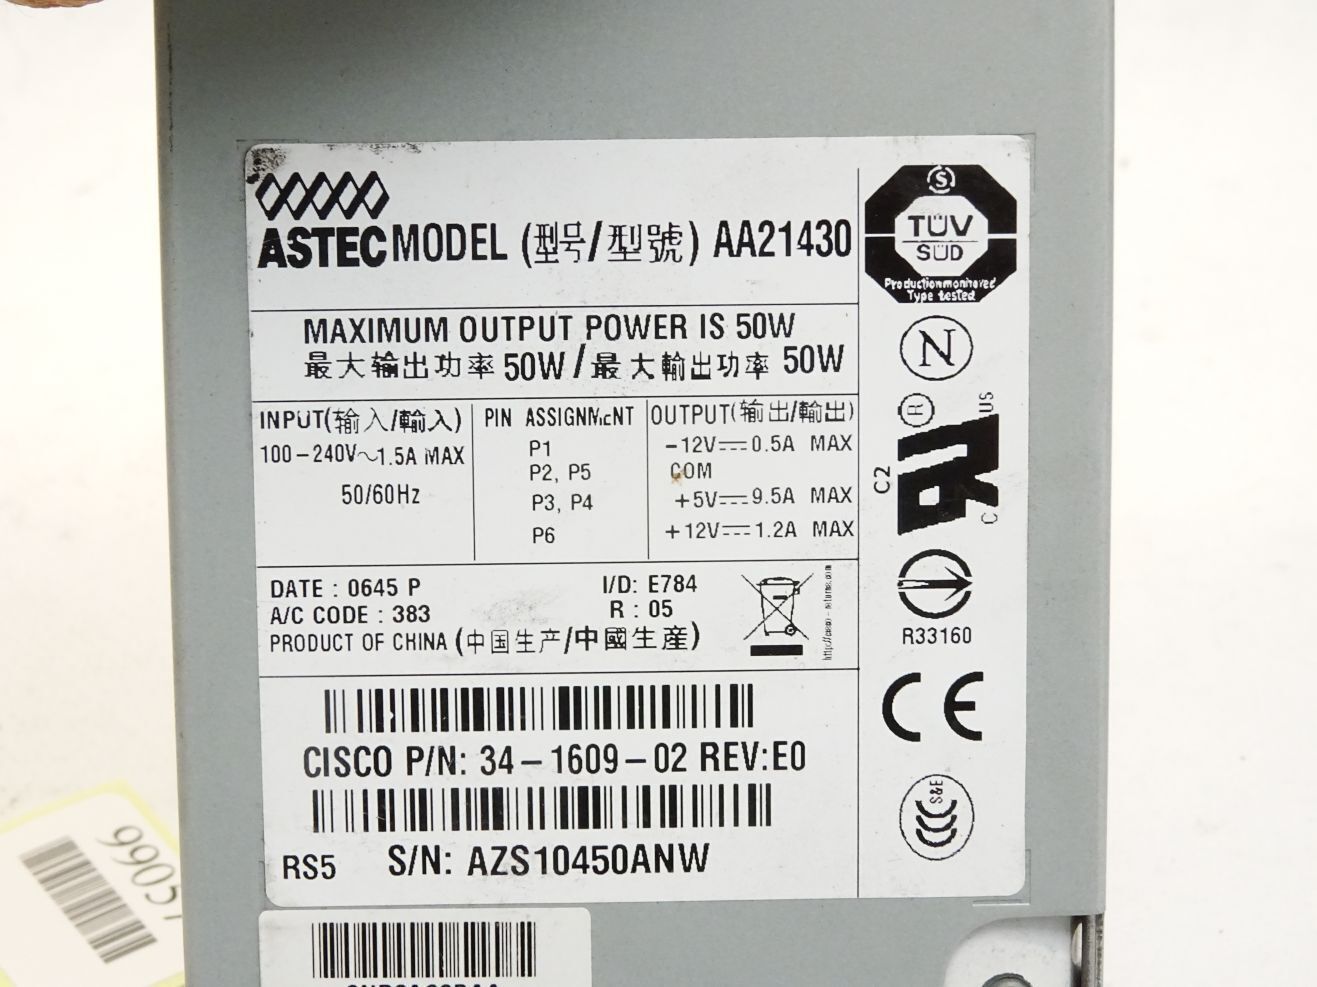 ASTEC MODEL (型号/型號) AA21430
MAXIMUM OUTPUT POWER IS 50W
最大输出功率 50W / 最大輸出功率 50W
INPUT(输入/輸入)
100-240V～1.5A MAX
50/60Hz
PIN ASSIGNMENT
P1
P2, P5
P3, P4
P6
OUTPUT(输出/輸出)
-12V⎓0.5A MAX
COM
+5V⎓9.5A MAX
+12V⎓1.2A MAX
DATE : 0645 P
I/D: E784
A/C CODE : 383
R : 05
PRODUCT OF CHINA (中国生产/中國生産)
CISCO P/N: 34-1609-02 REV:E0
RS5 S/N: AZS10450ANW
S
TÜV
SÜD
Production monitored
Type tested
N
R
C2 US
C
R33160
CE
S&E